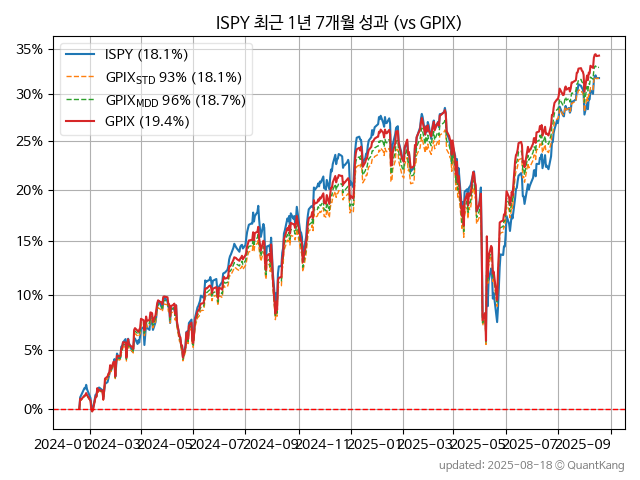 ISPY 최근 1년 7개월 성과 (vs GPIX)
ISPY (18.1%)
GPIX_STD 93% (18.1%)
GPIX_MDD 96% (18.7%)
GPIX (19.4%)
35%
30%
25%
20%
15%
10%
5%
0%
2024-01 2024-03 2024-05 2024-07 2024-09 2024-11 2025-01 2025-03 2025-05 2025-07 2025-09
updated: 2025-08-18 © QuantKang